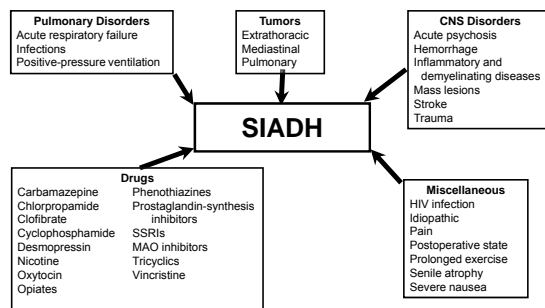 Pulmonary Disorders
Acute respiratory failure
Infections
Positive-pressure ventilation
Tumors
Extrathoracic
Mediastinal
Pulmonary
CNS Disorders
Acute psychosis
Hemorrhage
Inflammatory and
demyelinating diseases
Mass lesions
Stroke
Trauma
SIADH
Drugs
Carbamazepine
Chlorpropamide
Clofibrate
Cyclophosphamide
Desmopressin
Nicotine
Oxytocin
Opiates
Phenothiazines
Prostaglandin-synthesis
inhibitors
SSRIs
MAO inhibitors
Tricyclics
Vincristine
Miscellaneous
HIV infection
Idiopathic
Pain
Postoperative state
Prolonged exercise
Senile atrophy
Severe nausea